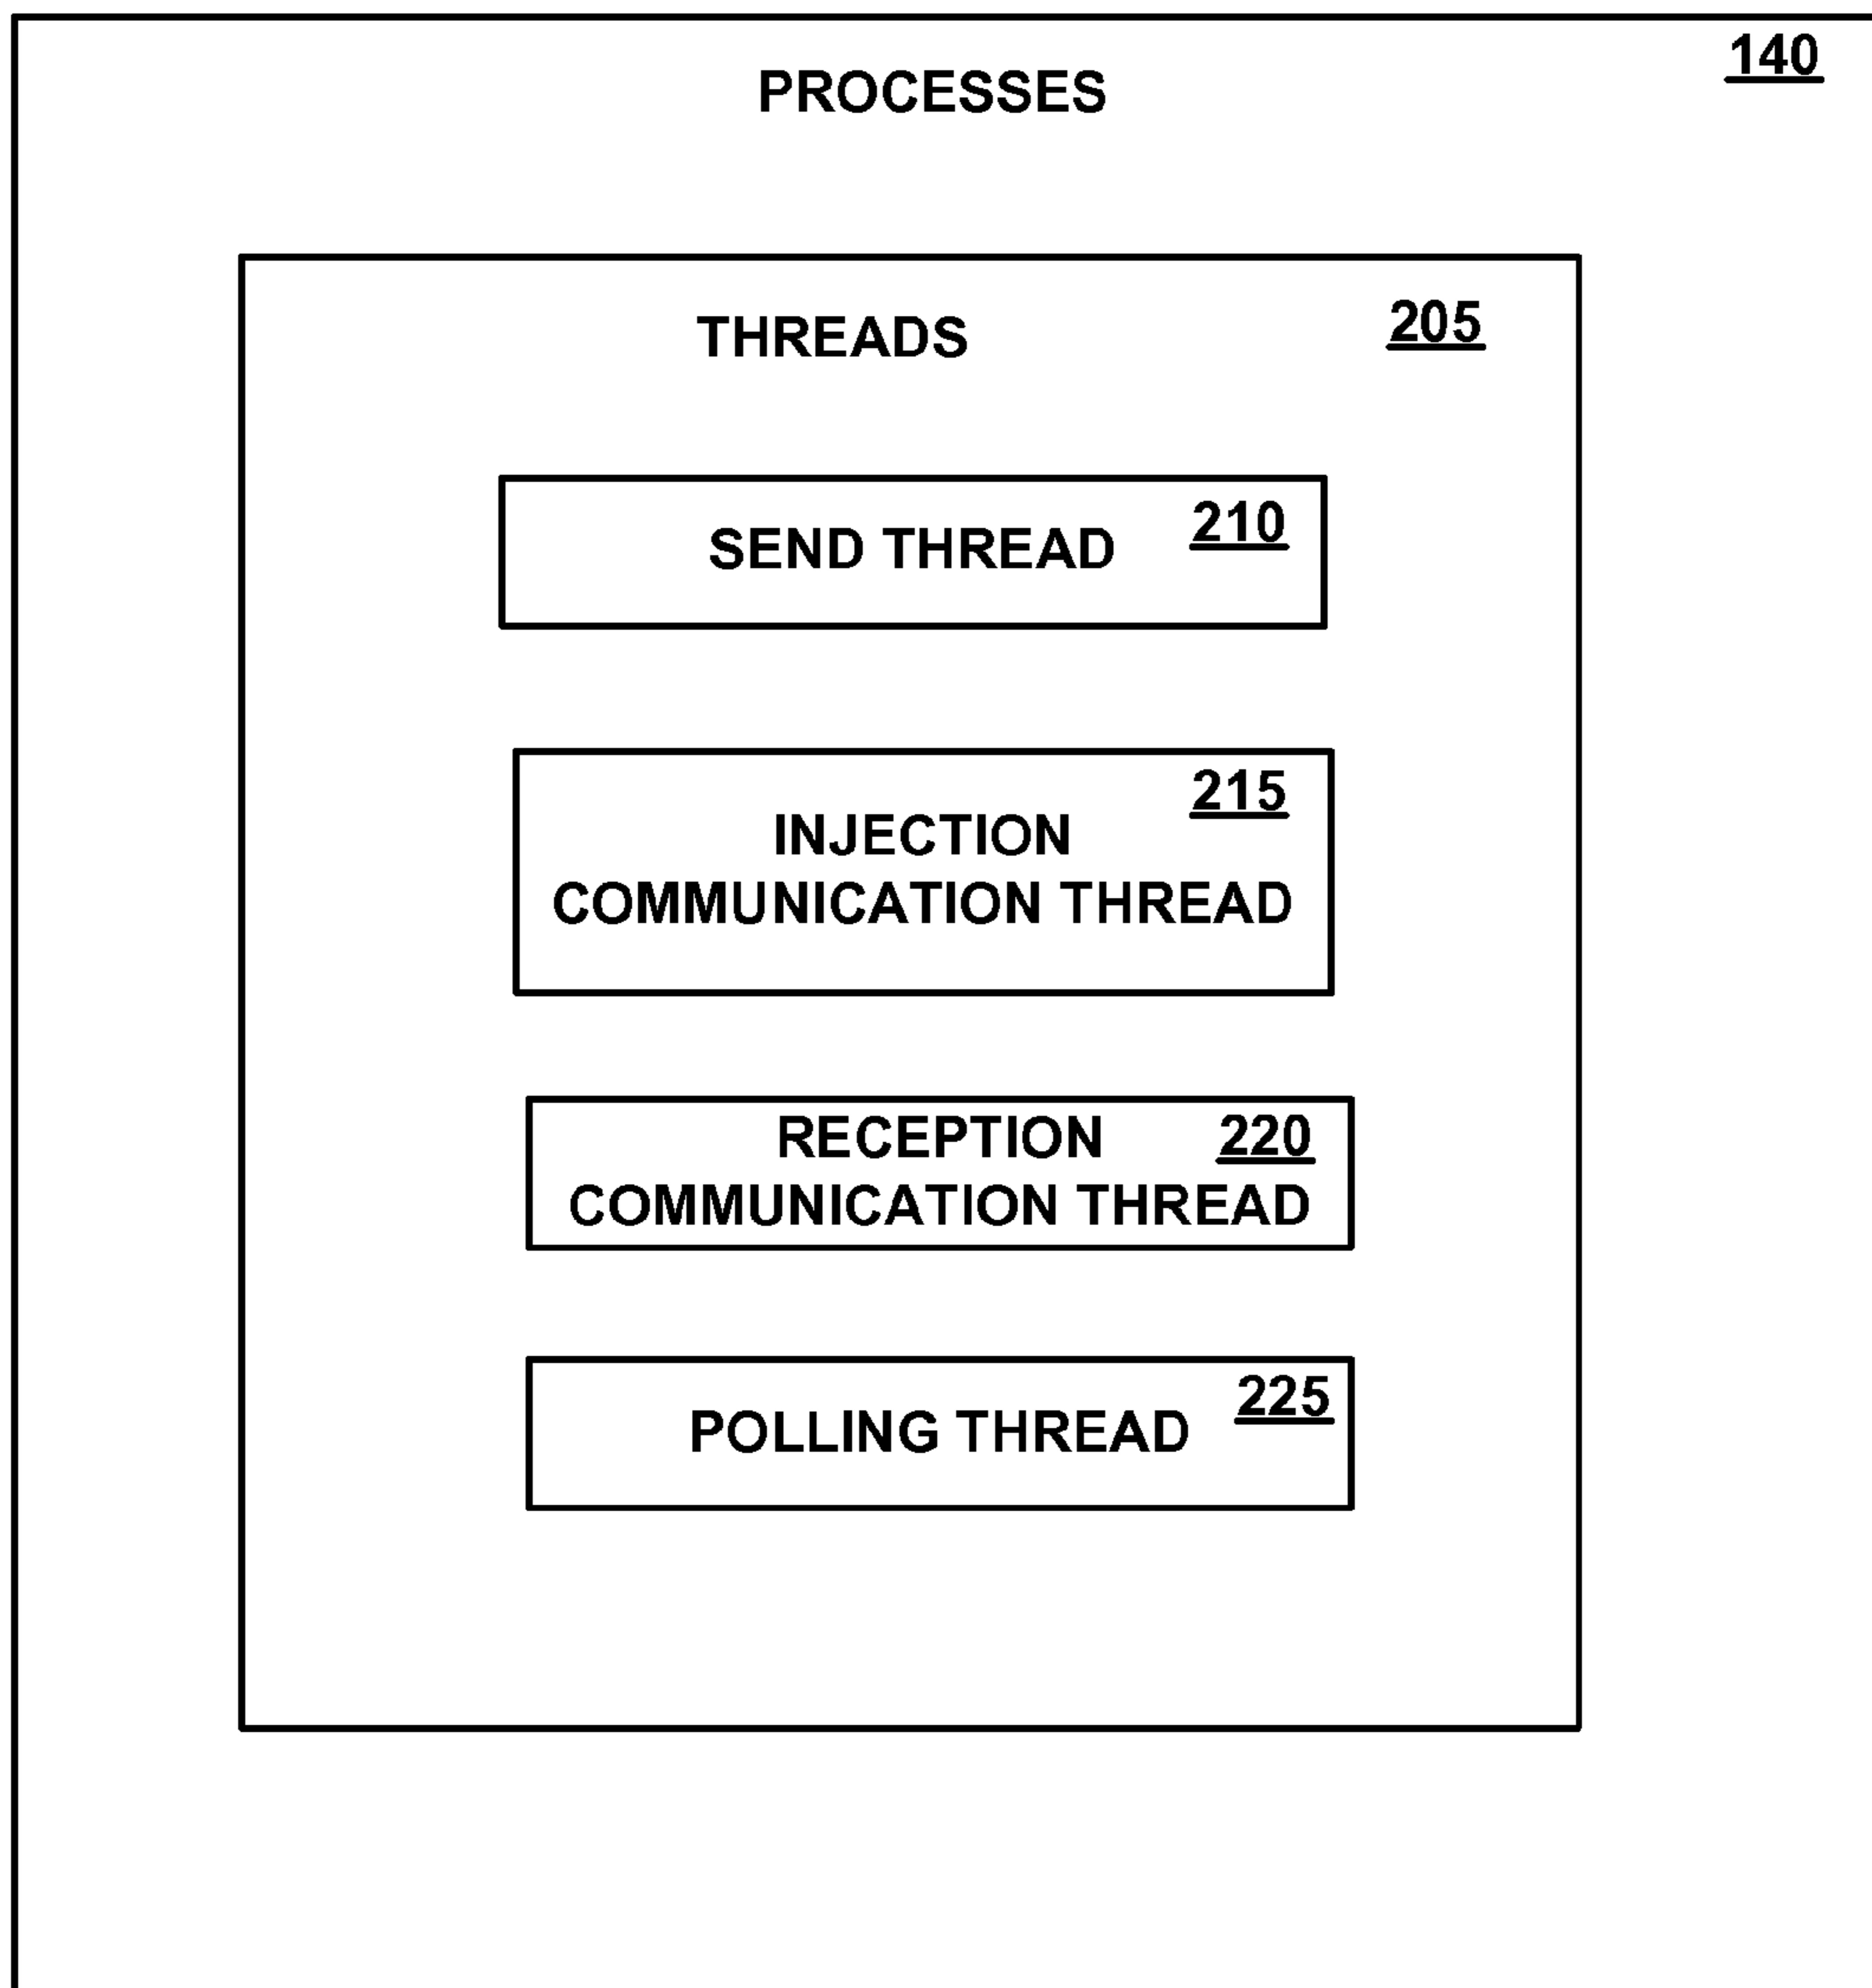 140
PROCESSES
THREADS
205
SEND THREAD
210
215
INJECTION
COMMUNICATION THREAD
RECEPTION
220
COMMUNICATION THREAD
225
POLLING THREAD